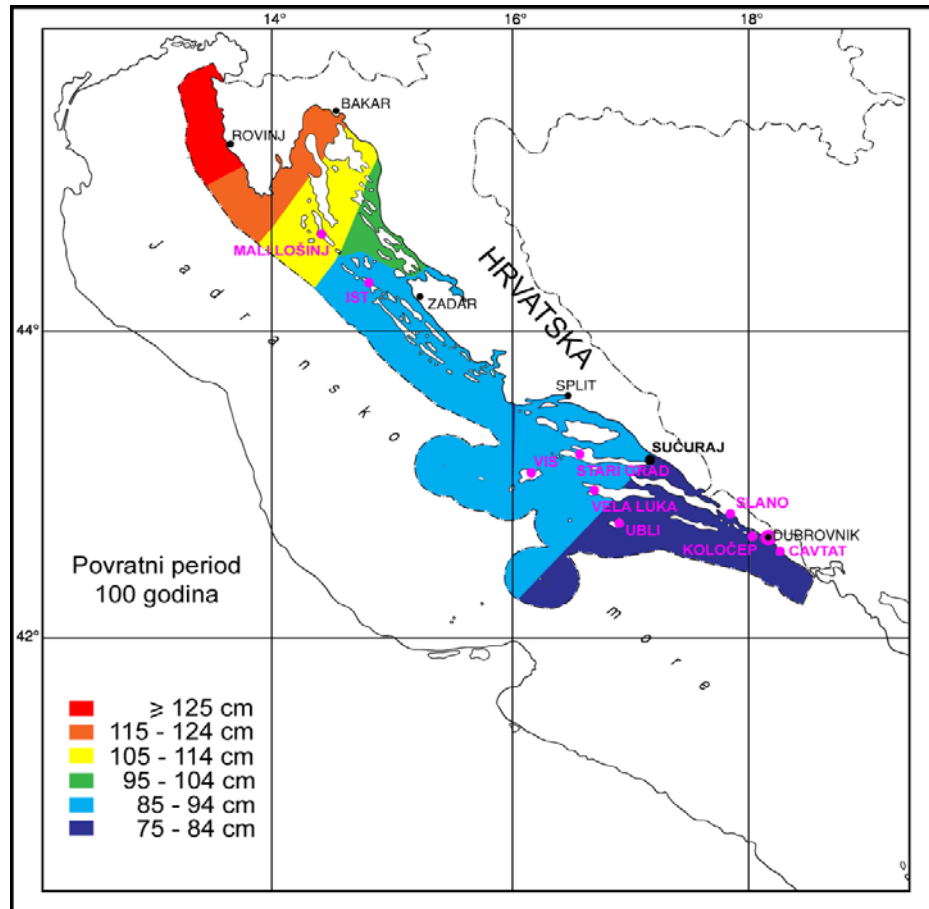 14°
16°
18°
BAKAR
ROVINJ
MALI LOŠINJ
IST
ZADAR
HRVATSKA
44°
Jadransko
SPLIT
SUĆURAJ
VIS
STARI GRAD
VELA LUKA
SLANO
UBLI
DUBROVNIK
KOLOČEP
CAVTAT
Povratni period
100 godina
more
42°
⩾ 125 cm
115 - 124 cm
105 - 114 cm
95 - 104 cm
85 - 94 cm
75 - 84 cm